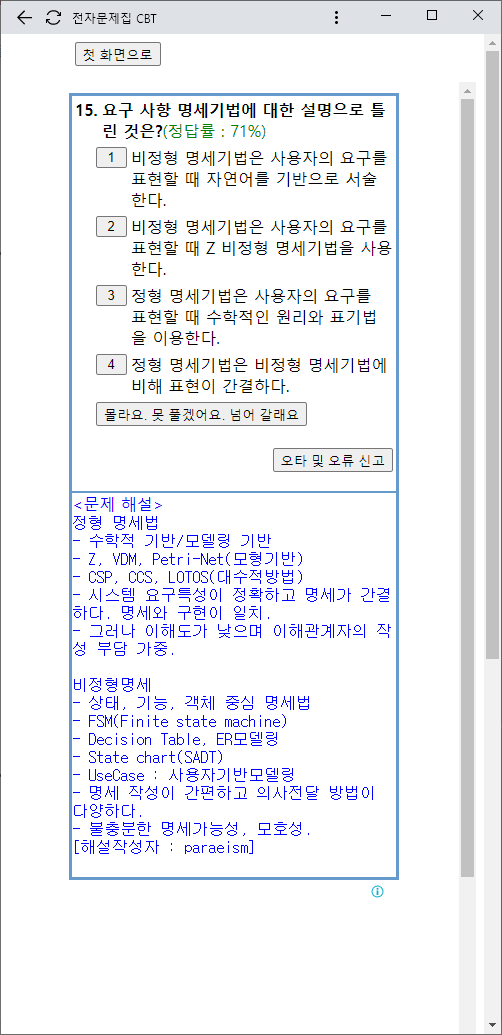 전자문제집 CBT
첫 화면으로
15. 요구 사항 명세기법에 대한 설명으로 틀
린 것은?(정답률 : 71%)
1 비정형 명세기법은 사용자의 요구를
표현할 때 자연어를 기반으로 서술
한다.
2 비정형 명세기법은 사용자의 요구를
표현할 때 Z 비정형 명세기법을 사용
한다.
3 정형 명세기법은 사용자의 요구를
표현할 때 수학적인 원리와 표기법
을 이용한다.
4 정형 명세기법은 비정형 명세기법에
비해 표현이 간결하다.
몰라요. 못 풀겠어요. 넘어 갈래요
오타 및 오류 신고
<문제 해설>
정형 명세법
- 수학적 기반/모델링 기반
- Z, VDM, Petri-Net(모형기반)
- CSP, CCS, LOTOS(대수적방법)
- 시스템 요구특성이 정확하고 명세가 간결
하다. 명세와 구현이 일치.
- 그러나 이해도가 낮으며 이해관계자의 작
성 부담 가중.
비정형명세
- 상태, 기능, 객체 중심 명세법
- FSM(Finite state machine)
- Decision Table, ER모델링
- State chart(SADT)
- UseCase : 사용자기반모델링
- 명세 작성이 간편하고 의사전달 방법이
다양하다.
- 불충분한 명세가능성, 모호성.
[해설작성자 : paraeism]